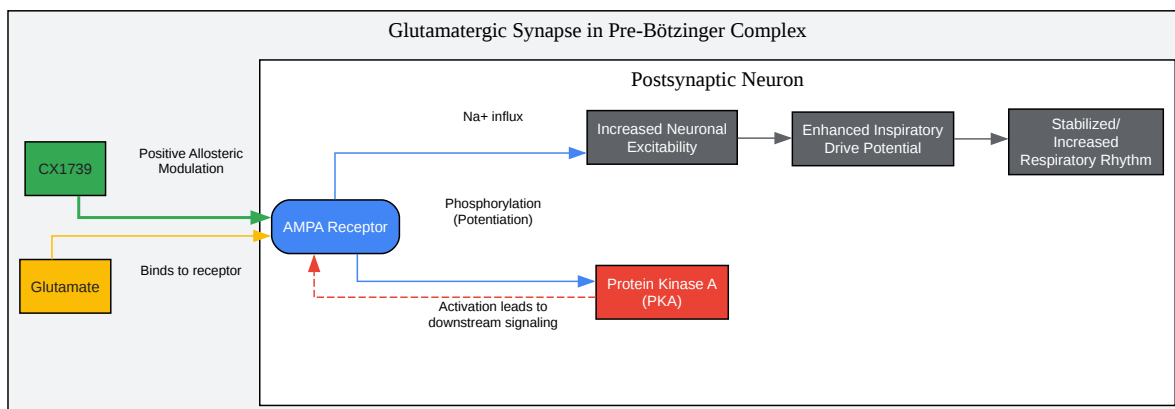 Glutamatergic Synapse in Pre-Bötzinger Complex
Postsynaptic Neuron
Na+ influx
Increased Neuronal
Excitability
Enhanced Inspiratory
Drive Potential
Stabilized/
Increased
Respiratory Rhythm
CX1739
Positive Allosteric
Modulation
Phosphorylation
(Potentiation)
AMPA Receptor
Glutamate
Binds to receptor
Protein Kinase A
(PKA)
Activation leads to
downstream signaling